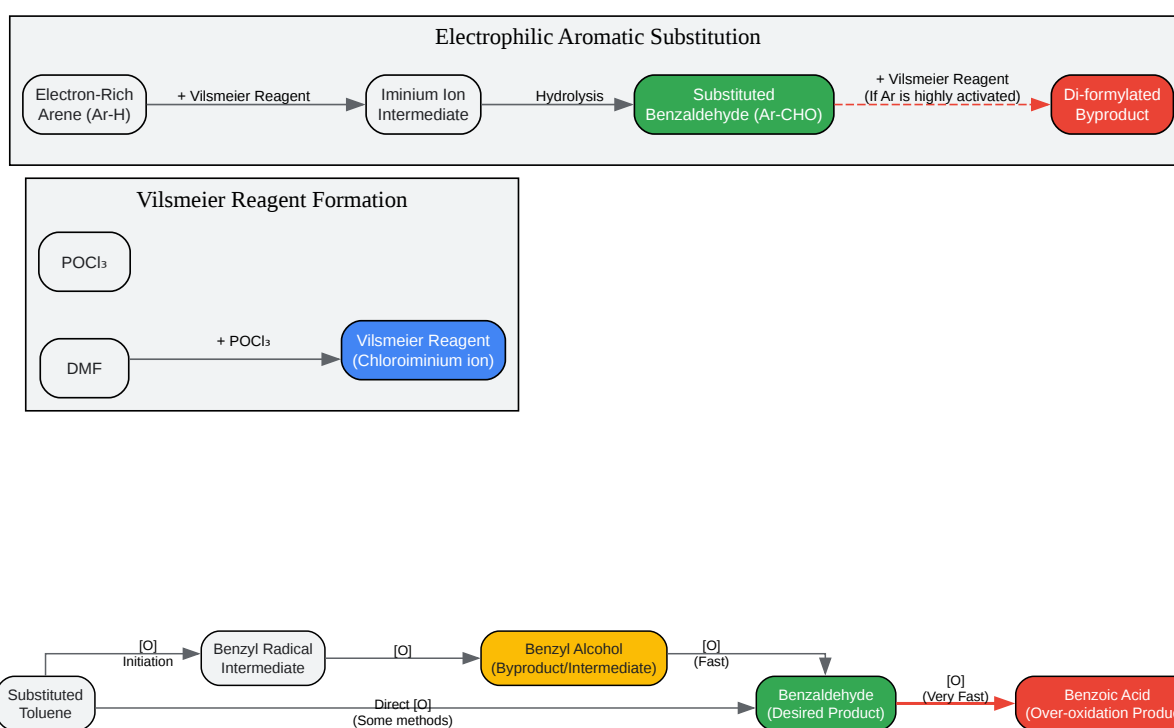 Electrophilic Aromatic Substitution
Electron-Rich
Arene (Ar-H)
+ Vilsmeier Reagent
Iminium Ion
Intermediate
Hydrolysis
Substituted
Benzaldehyde (Ar-CHO)
+ Vilsmeier Reagent
(If Ar is highly activated)
Di-formylated
Byproduct
Vilsmeier Reagent Formation
POCl₃
DMF
+ POCl₃
Vilsmeier Reagent
(Chloroiminium ion)
Substituted
Toluene
[O]
Initiation
Benzyl Radical
Intermediate
[O]
Benzyl Alcohol
(Byproduct/Intermediate)
[O]
(Fast)
Direct [O]
(Some methods)
Benzaldehyde
(Desired Product)
[O]
(Very Fast)
Benzoic Acid
(Over-oxidation Produ